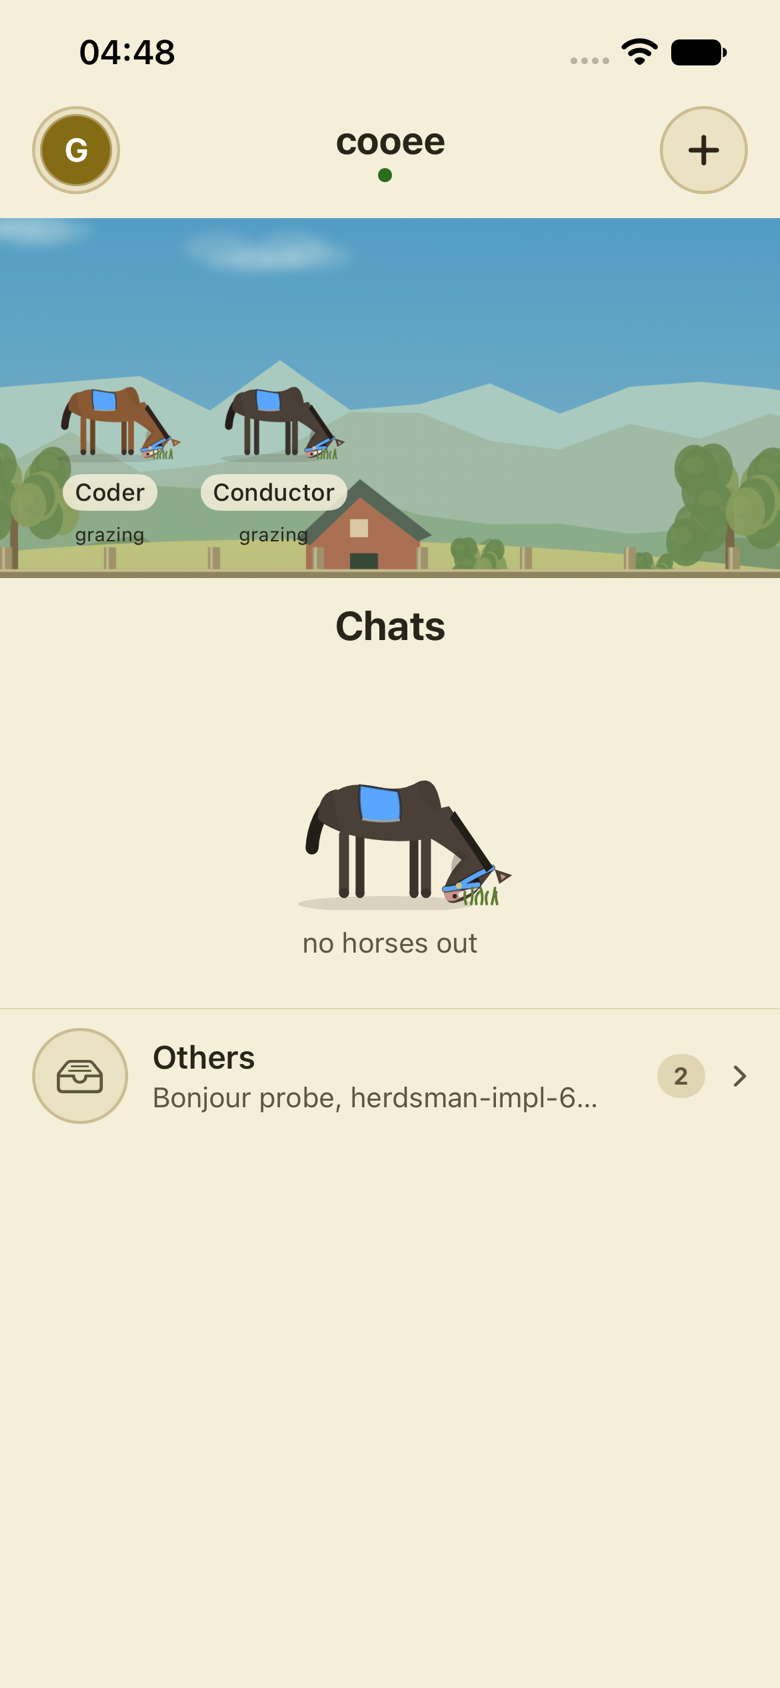 04:48
G
cooee
Coder
Conductor
grazing
grazing
Chats
no horses out
Others
2
Bonjour probe, herdsman-impl-6...